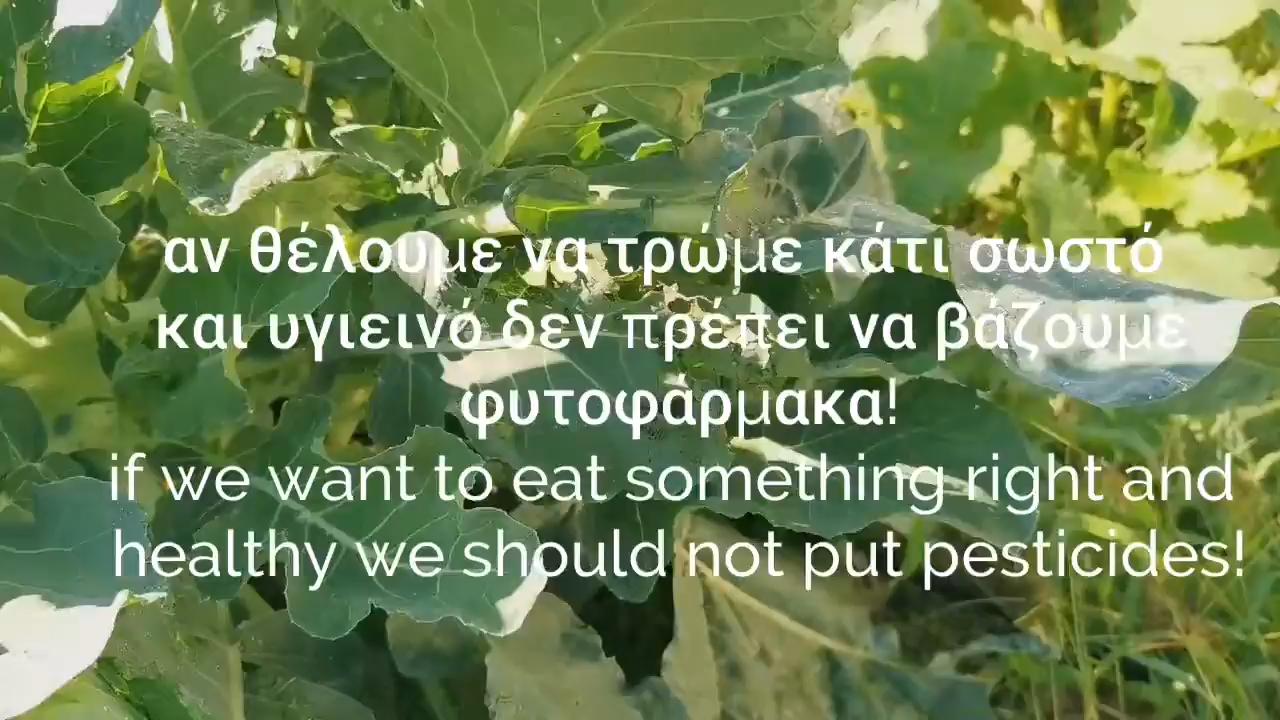 αν θέλουμε να τρώμε κάτι σωστό
και υγιεινό δεν πρέπει να βάζουμε
φυτοφάρμακα!
if we want to eat something right and
healthy we should not put pesticides!